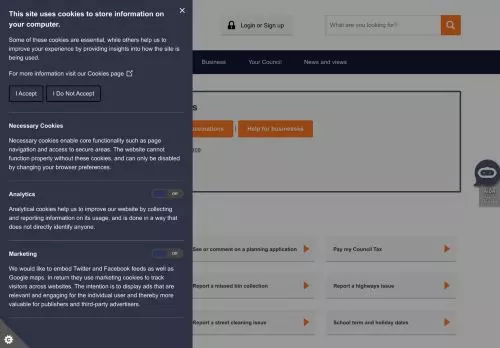 This site uses cookies to store information on
your computer.
Some of these cookies are essential, while others help us to
improve your experience by providing insights into how the site is
being used.
For more information visit our Cookies page
I Accept
I Do Not Accept
Necessary Cookies
Necessary cookies enable core functionality such as page
navigation and access to secure areas. The website cannot
function properly without these cookies, and can only be disabled
by changing your browser preferences.
Analytics
Off
Analytical cookies help us to improve our website by collecting
and reporting information on its usage, and is done in a way that
does not directly identify anyone.
Marketing
Off
We would like to embed Twitter and Facebook feeds as well as
Google maps. In return they use marketing cookies to track
visitors across websites. The intention is to display ads that are
relevant and engaging for the individual user and thereby more
valuable for publishers and third-party advertisers.
Login or Sign up
What are you looking for?
Business
Your Council
News and views
Help for businesses
See or comment on a planning application
Pay my Council Tax
Report a missed bin collection
Report a highways issue
Report a street cleaning issue
School term and holiday dates